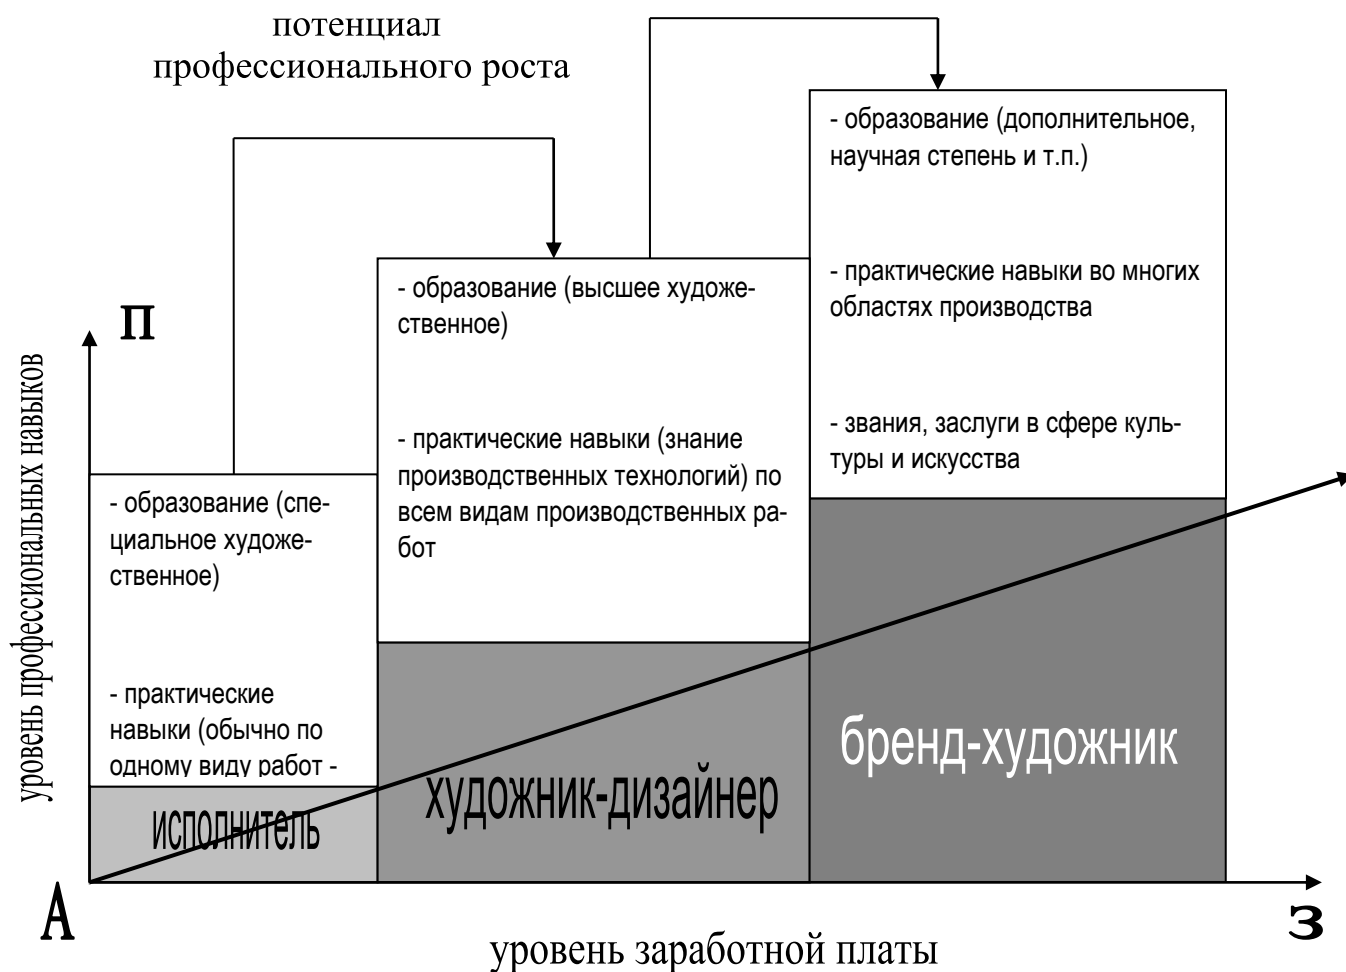 потенциал
профессионального роста
- образование (дополнительное,
научная степень и т.п.)
- практические навыки во многих
областях производства
- звания, заслуги в сфере куль-
туры и искусства
- образование (высшее художе-
ственное)
- практические навыки (знание
производственных технологий) по
всем видам производственных ра-
бот
П
уровень профессиональных навыков
- образование (спе-
циальное художе-
ственное)
- практические
навыки (обычно по
одному виду работ -
исполнитель
художник-дизайнер
бренд-художник
А
З
уровень заработной платы